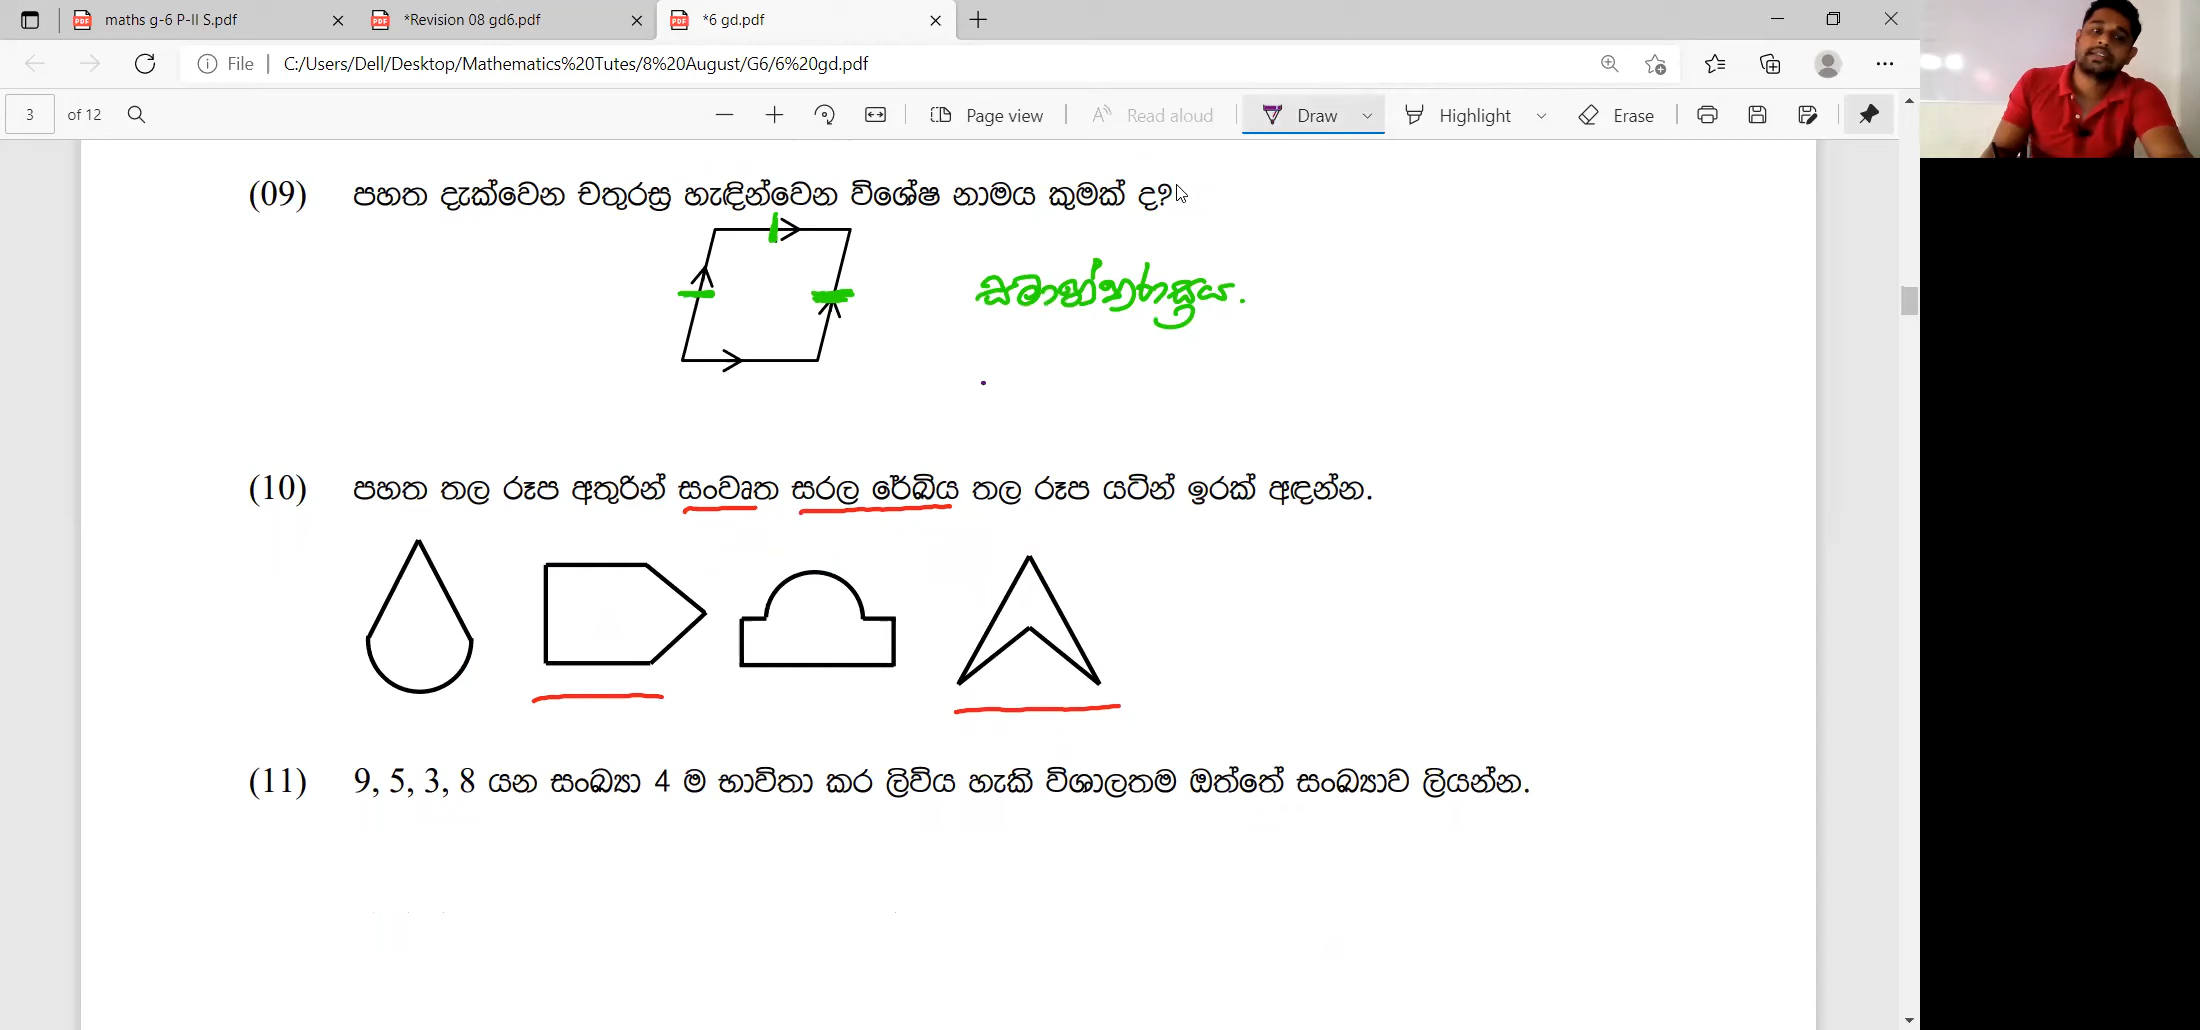 maths g-6 P-II S.pdf
*Revision 08 gd6.pdf
*6 gd.pdf
File
C:/Users/Dell/Desktop/Mathematics%20Tutes/8%20August/G6/6%20gd.pdf
3 of 12
Page view
Read aloud
Draw
Highlight
Erase
(09) පහත දැක්වෙන චතුරස්‍ර හැඳින්වෙන විශේෂ නාමය කුමක් ද?
සමාන්තරාස්‍රය.
(10) පහත තල රූප අතුරින් සංවෘත සරල රේඛීය තල රූප යටින් ඉරක් අඳන්න.
(11) 9, 5, 3, 8 යන සංඛ්‍යා 4 ම භාවිතා කර ලිවිය හැකි විශාලතම ඔත්තේ සංඛ්‍යාව ලියන්න.